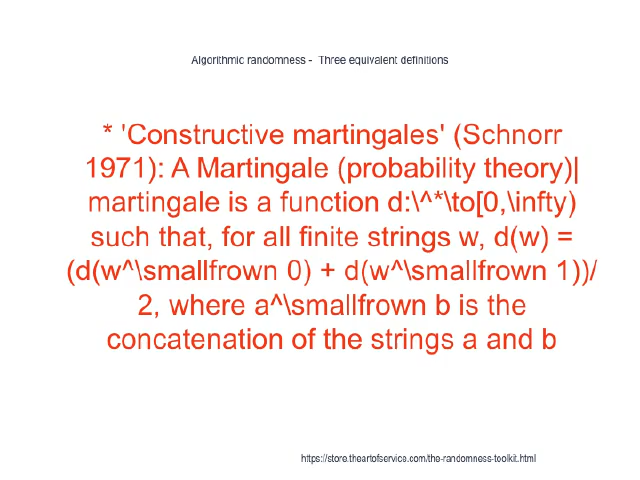 Algorithmic randomness -  Three equivalent definitions
* 'Constructive martingales' (Schnorr
1971): A Martingale (probability theory)|
martingale is a function d:\^*\to[0,\infty)
such that, for all finite strings w, d(w) =
(d(w^\smallfrown 0) + d(w^\smallfrown 1))/
2, where a^\smallfrown b is the
concatenation of the strings a and b
https://store.theartofservice.com/the-randomness-toolkit.html